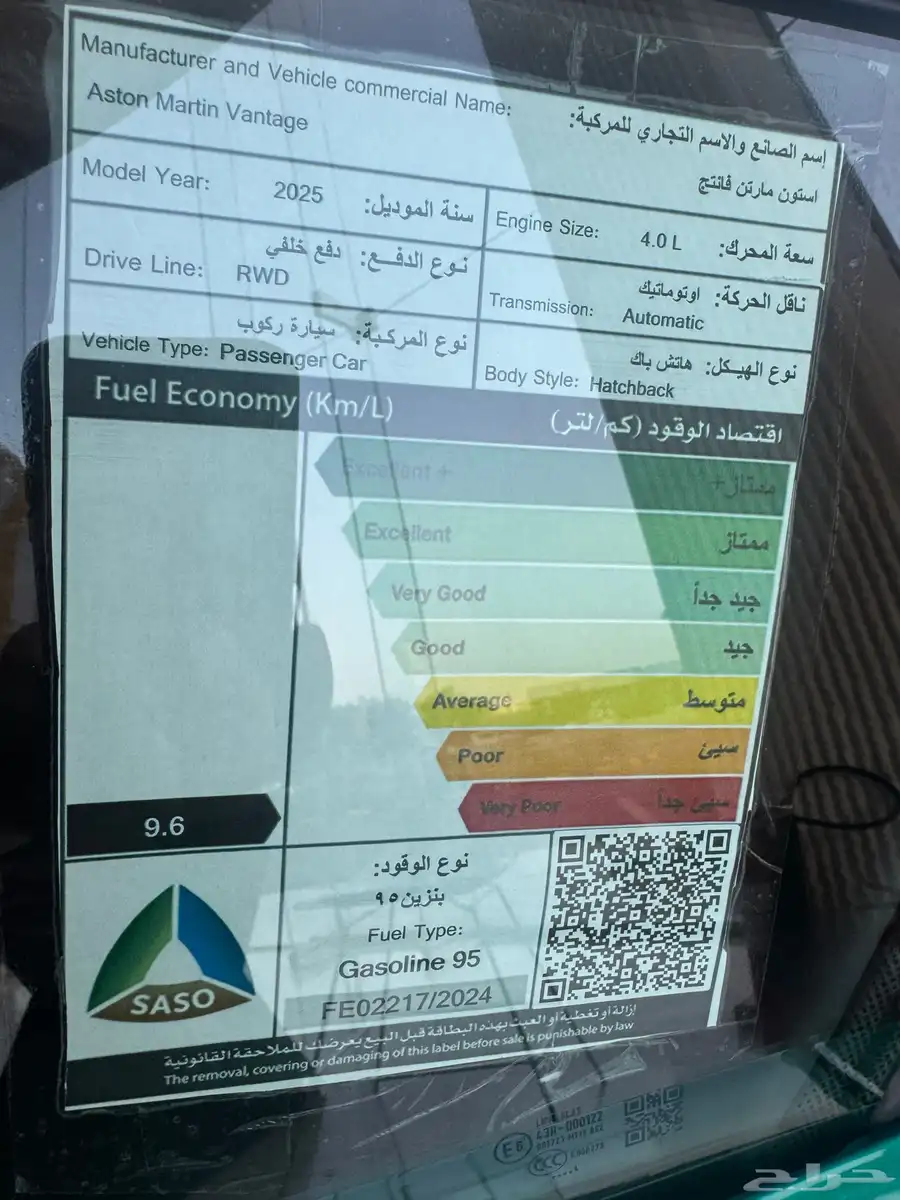 Manufacturer and Vehicle commercial Name:
إسم الصانع والاسم التجاري للمركبة:
Aston Martin Vantage
استون مارتن فانتج
Model Year: 2025 سنة الموديل:
Engine Size: 4.0 L سعة المحرك:
نوع الدفـع: دفع خلفي
Drive Line: RWD
ناقل الحركة: اوتوماتيك
Transmission: Automatic
نوع المركبة: سيارة ركوب
Vehicle Type: Passenger Car
نوع الهيكل: هاتش باك
Body Style: Hatchback
Fuel Economy (Km/L)
اقتصاد الوقود (كم/لتر)
Excellent + ممتاز+
Excellent ممتاز
Very Good جيد جداً
Good جيد
Average متوسط
Poor سيئ
Very Poor سيئ جداً
9.6
SASO
نوع الوقود:
بنزين ٩٥
Fuel Type:
Gasoline 95
FE02217/2024
إزالة أو تغطية أو العبث بهذه البطاقة قبل البيع يعرضك للملاحقة القانونية
The removal, covering or damaging of this label before sale is punishable by law
E6
43R-000122
CCC
حراج